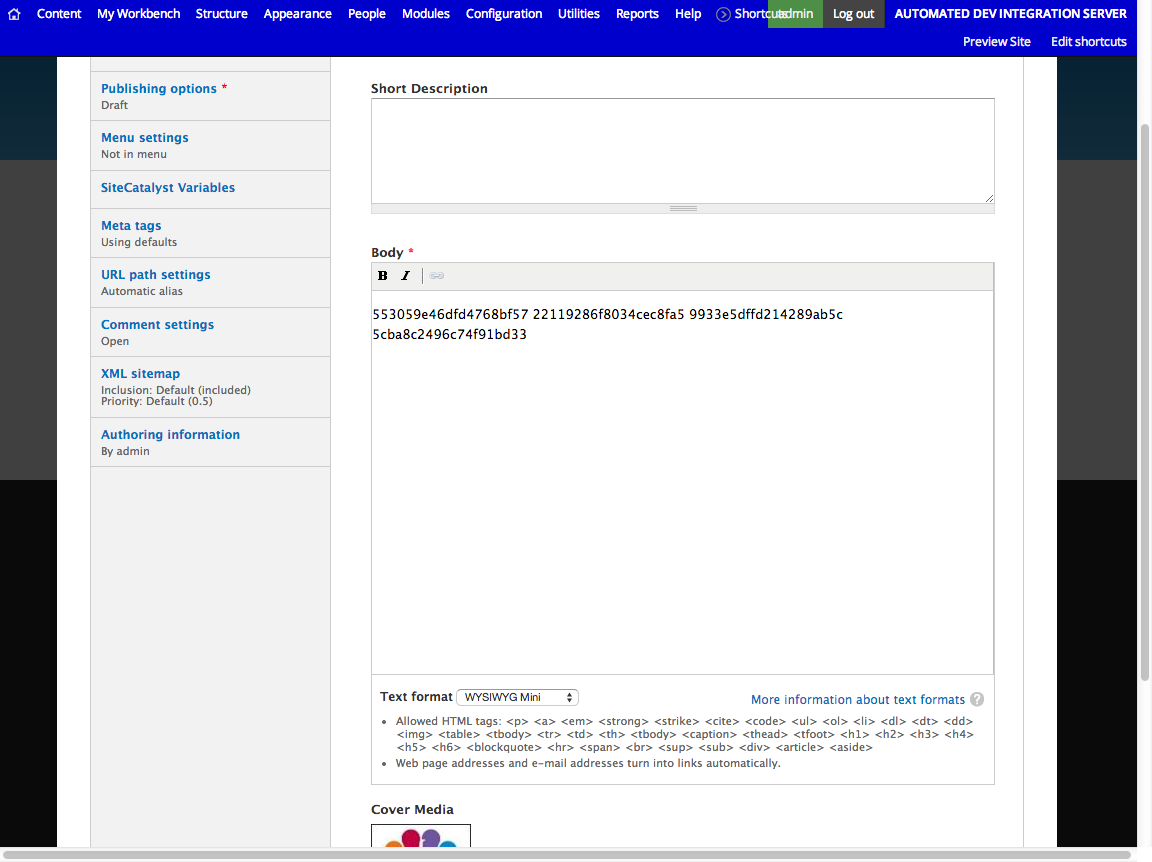 Content My Workbench Structure Appearance People Modules Configuration Utilities Reports Help Shortcuts admin Log out AUTOMATED DEV INTEGRATION SERVER
Preview Site Edit shortcuts
Publishing options *
Draft
Menu settings
Not in menu
SiteCatalyst Variables
Meta tags
Using defaults
URL path settings
Automatic alias
Comment settings
Open
XML sitemap
Inclusion: Default (included)
Priority: Default (0.5)
Authoring information
By admin
Short Description
Body *
B I
553059e46dfd4768bf57 22119286f8034cec8fa5 9933e5dffd214289ab5c
5cba8c2496c74f91bd33
Text format WYSIWYG Mini More information about text formats ?
• Allowed HTML tags: <p> <a> <em> <strong> <strike> <cite> <code> <ul> <ol> <li> <dl> <dt> <dd>
<img> <table> <tbody> <tr> <td> <th> <tbody> <caption> <thead> <tfoot> <h1> <h2> <h3> <h4>
<h5> <h6> <blockquote> <hr> <span> <br> <sup> <sub> <div> <article> <aside>
• Web page addresses and e-mail addresses turn into links automatically.
Cover Media